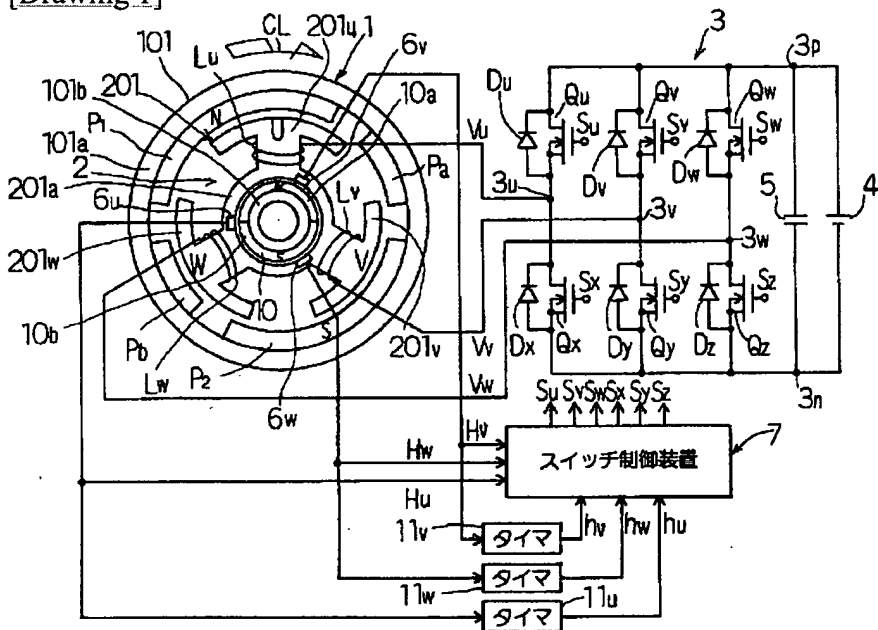 [Drawing 1]
CL
101
201
101b
P1
101a
2
201a
6u
201w
10b
Lu
201u
1
6v
10a
N
U
Pa
Lv
V
W
10
S
Pb
Lw
P2
6w
201v
Vu
Vv
Vw
3
3p
Du
Qu
Su
Dv
Qv
Sv
Dw
Qw
Sw
3u
3v
3w
5
4
Dx
Sx
Qx
Dy
Sy
Qy
Dz
Sz
Qz
3n
Su Sv Sw Sx Sy Sz
Hv
Hw
Hu
スイッチ制御装置
7
hv
hw
hu
11v
タイマ
11w
タイマ
11u
タイマ